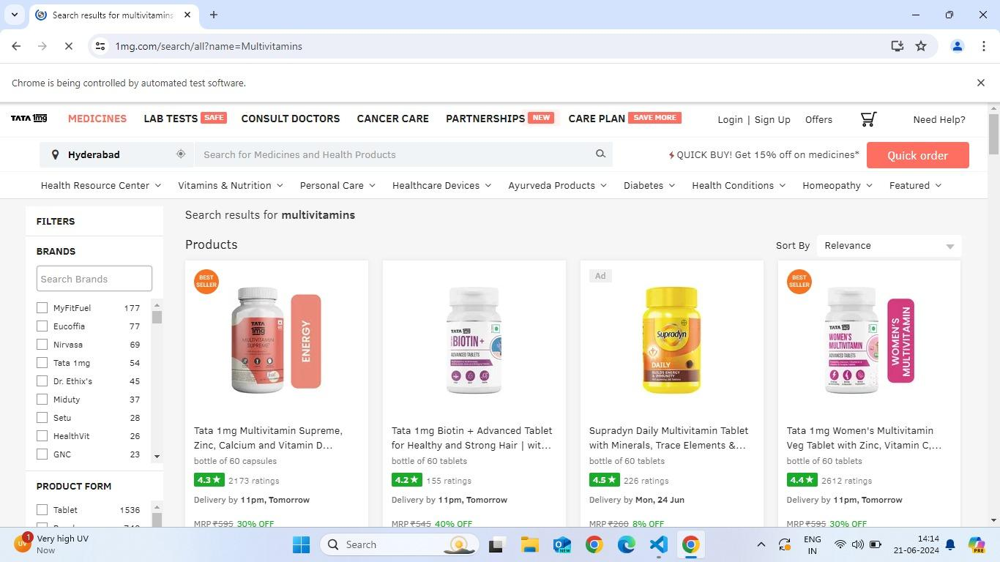 Search results for multivitamins
1mg.com/search/all?name=Multivitamins
Chrome is being controlled by automated test software.
TATA 1mg
MEDICINES
LAB TESTS SAFE
CONSULT DOCTORS
CANCER CARE
PARTNERSHIPS NEW
CARE PLAN SAVE MORE
Login | Sign Up
Offers
Need Help?
Hyderabad
Search for Medicines and Health Products
QUICK BUY! Get 15% off on medicines*
Quick order
Health Resource Center
Vitamins & Nutrition
Personal Care
Healthcare Devices
Ayurveda Products
Diabetes
Health Conditions
Homeopathy
Featured
FILTERS
BRANDS
Search Brands
MyFitFuel 177
Eucoffia 77
Nirvasa 69
Tata 1mg 54
Dr. Ethix's 45
Miduty 37
Setu 28
HealthVit 26
GNC 23
PRODUCT FORM
Tablet 1536
Search results for multivitamins
Products
Sort By Relevance
BEST
SELLER
TATA
1mg
MULTIVITAMIN
SUPREME
ENERGY
Tata 1mg Multivitamin Supreme,
Zinc, Calcium and Vitamin D...
bottle of 60 capsules
4.3★ 2173 ratings
Delivery by 11pm, Tomorrow
MRP ₹595 30% OFF
TATA 1mg
BIOTIN +
ADVANCED TABLETS
Tata 1mg Biotin + Advanced Tablet
for Healthy and Strong Hair | wit...
bottle of 60 tablets
4.2★ 155 ratings
Delivery by 11pm, Tomorrow
MRP ₹545 40% OFF
Ad
Supradyn
DAILY
BUILDS ENERGY
& IMMUNITY
Supradyn Daily Multivitamin Tablet
with Minerals, Trace Elements &...
bottle of 60 tablets
4.5★ 226 ratings
Delivery by Mon, 24 Jun
MRP ₹260 8% OFF
BEST
SELLER
TATA 1mg
WOMEN'S
MULTIVITAMIN
ADVANCED TABLETS
WOMEN'S
MULTIVITAMIN
Tata 1mg Women's Multivitamin
Veg Tablet with Zinc, Vitamin C,...
bottle of 60 tablets
4.4★ 2612 ratings
Delivery by 11pm, Tomorrow
MRP ₹595 30% OFF
UV
1
Very high UV
Now
Search
NEW
ENG
IN
14:14
21-06-2024
PRE